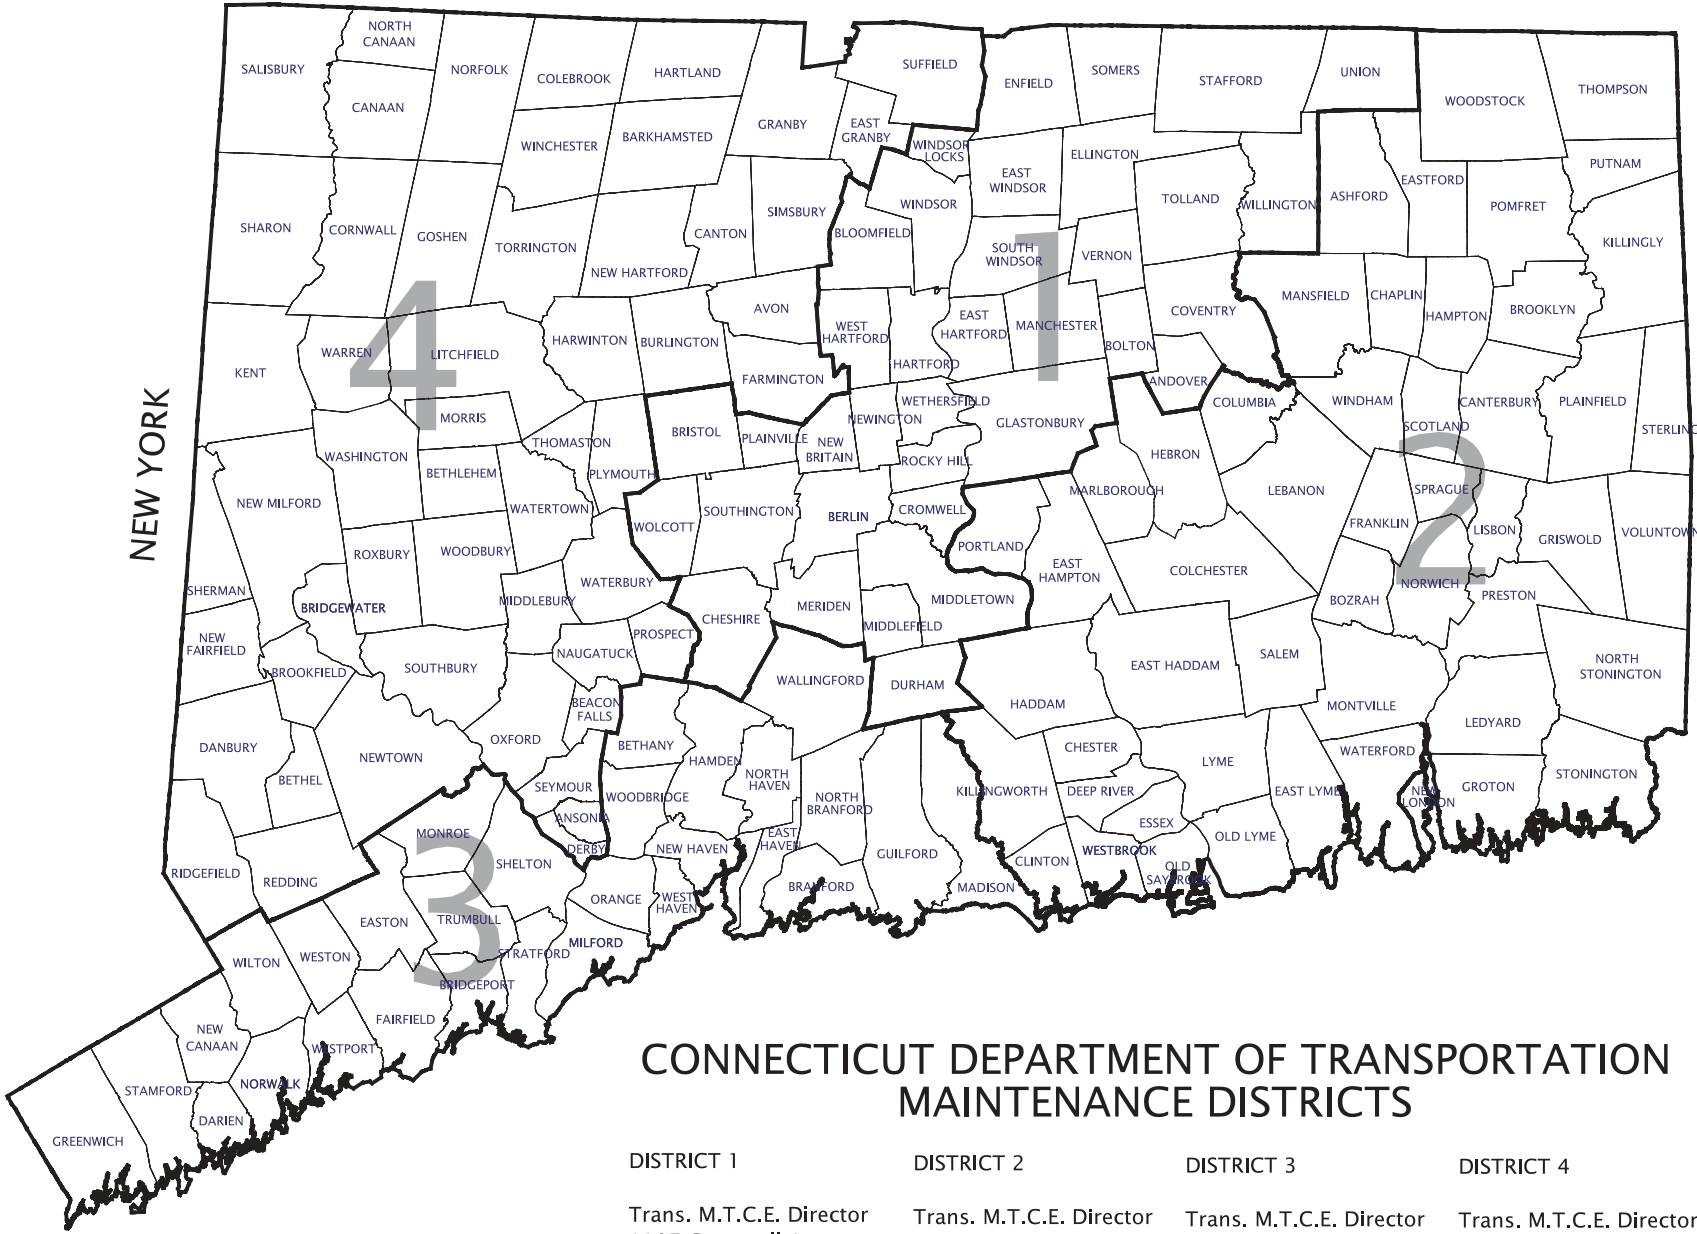 NORTH
CANAAN
SALISBURY
NORFOLK
COLEBROOK
HARTLAND
SUFFIELD
ENFIELD
SOMERS
STAFFORD
UNION
WOODSTOCK
THOMPSON
CANAAN
WINCHESTER
BARKHAMSTED
GRANBY
EAST
GRANBY
WINDSOR
LOCKS
EAST
WINDSOR
ELLINGTON
TOLLAND
WILLINGTON
ASHFORD
EASTFORD
POMFRET
PUTNAM
KILLINGLY
SHARON
CORNWALL
GOSHEN
TORRINGTON
NEW HARTFORD
CANTON
SIMSBURY
BLOOMFIELD
WINDSOR
SOUTH
WINDSOR
VERNON
1
4
KENT
WARREN
LITCHFIELD
HARWINTON
BURLINGTON
AVON
FARMINGTON
WEST
HARTFORD
HARTFORD
EAST
HARTFORD
MANCHESTER
BOLTON
COVENTRY
ANDOVER
COLUMBIA
MANSFIELD
CHAPLIN
HAMPTON
BROOKLYN
NEW YORK
WASHINGTON
MORRIS
BETHLEHEM
THOMASTON
PLYMOUTH
BRISTOL
PLAINVILLE
NEW
BRITAIN
NEWINGTON
WETHERSFIELD
ROCKY HILL
GLASTONBURY
HEBRON
MARLBOROUGH
LEBANON
WINDHAM
SCOTLAND
CANTERBURY
PLAINFIELD
STERLING
2
NEW MILFORD
WATERTOWN
WOLCOTT
SOUTHINGTON
BERLIN
CROMWELL
PORTLAND
EAST
HAMPTON
COLCHESTER
FRANKLIN
SPRAGUE
LISBON
GRISWOLD
VOLUNTOWN
ROXBURY
WOODBURY
SHERMAN
BRIDGEWATER
MIDDLEBURY
WATERBURY
CHESHIRE
MERIDEN
MIDDLEFIELD
MIDDLETOWN
BOZRAH
NORWICH
PRESTON
NEW
FAIRFIELD
BROOKFIELD
SOUTHBURY
NAUGATUCK
PROSPECT
WALLINGFORD
DURHAM
HADDAM
EAST HADDAM
SALEM
MONTVILLE
NORTH
STONINGTON
LEDYARD
DANBURY
BETHEL
NEWTOWN
OXFORD
BEACON
FALLS
BETHANY
SEYMOUR
WOODBRIDGE
HAMDEN
NORTH
HAVEN
NORTH
BRANFORD
KILLINGWORTH
CHESTER
DEEP RIVER
ESSEX
LYME
EAST LYME
WATERFORD
NEW
LONDON
GROTON
STONINGTON
ANSONIA
DERBY
NEW HAVEN
EAST
HAVEN
GUILFORD
MADISON
CLINTON
WESTBROOK
OLD
SAYBROOK
OLD LYME
RIDGEFIELD
REDDING
MONROE
SHELTON
3
EASTON
TRUMBULL
ORANGE
WEST
HAVEN
BRANFORD
WILTON
WESTON
BRIDGEPORT
STRATFORD
MILFORD
NEW
CANAAN
FAIRFIELD
WESTPORT
STAMFORD
NORWALK
DARIEN
GREENWICH
CONNECTICUT DEPARTMENT OF TRANSPORTATION
MAINTENANCE DISTRICTS
DISTRICT 1 DISTRICT 2 DISTRICT 3 DISTRICT 4
Trans. M.T.C.E. Director Trans. M.T.C.E. Director Trans. M.T.C.E. Director Trans. M.T.C.E. Director